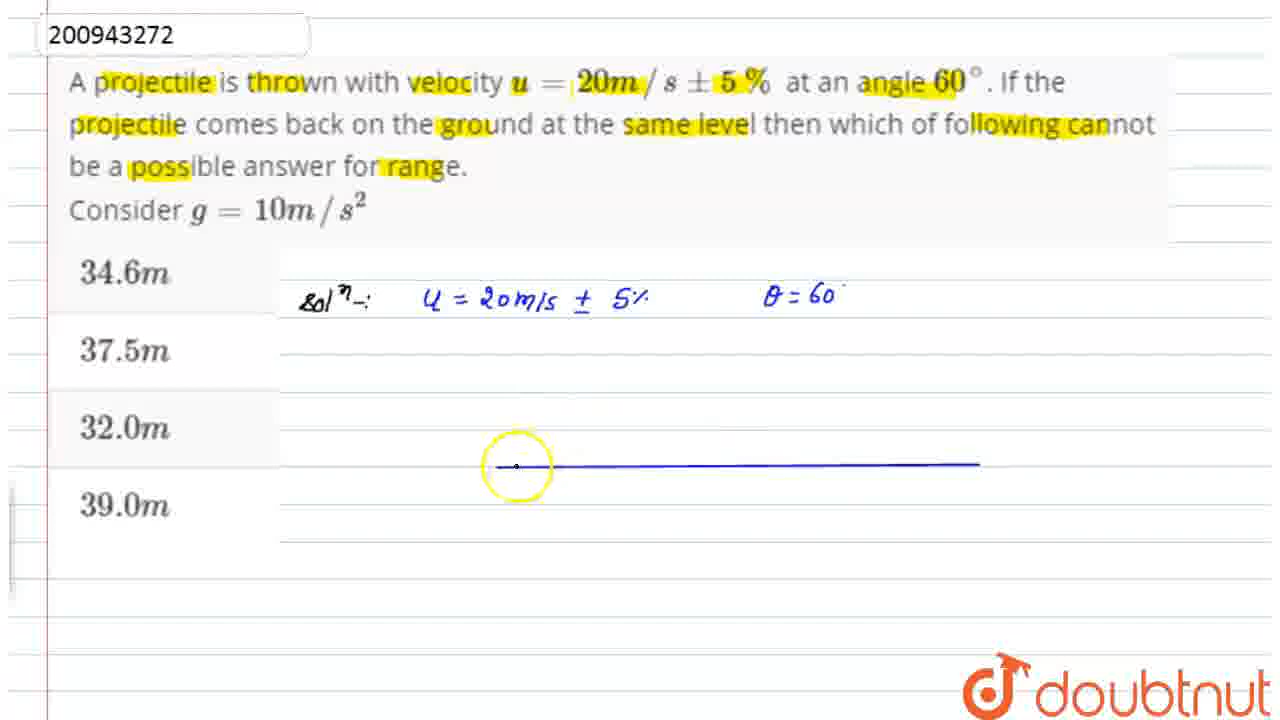 200943272
A projectile is thrown with velocity u = 20m/s ± 5% at an angle 60°. If the
projectile comes back on the ground at the same level then which of following cannot
be a possible answer for range.
Consider g = 10m/s²
34.6m
solⁿ-: u = 20m/s ± 5% θ = 60°
37.5m
32.0m
39.0m
doubtnut